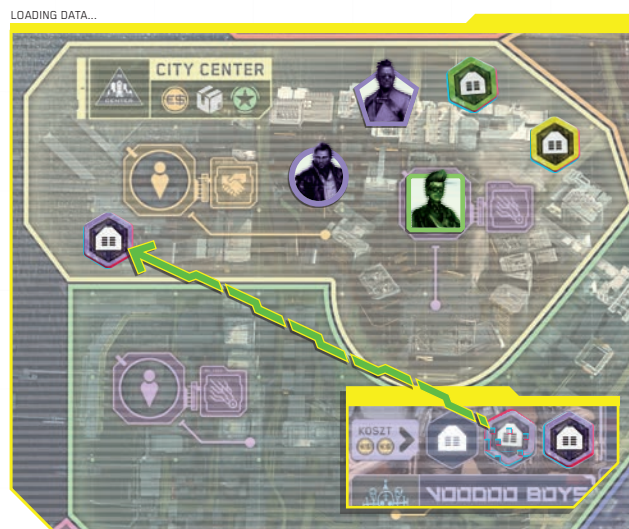 LOADING DATA...
CITY CENTER
€$
KOSZT
€$ €$
VOODOO BOYS